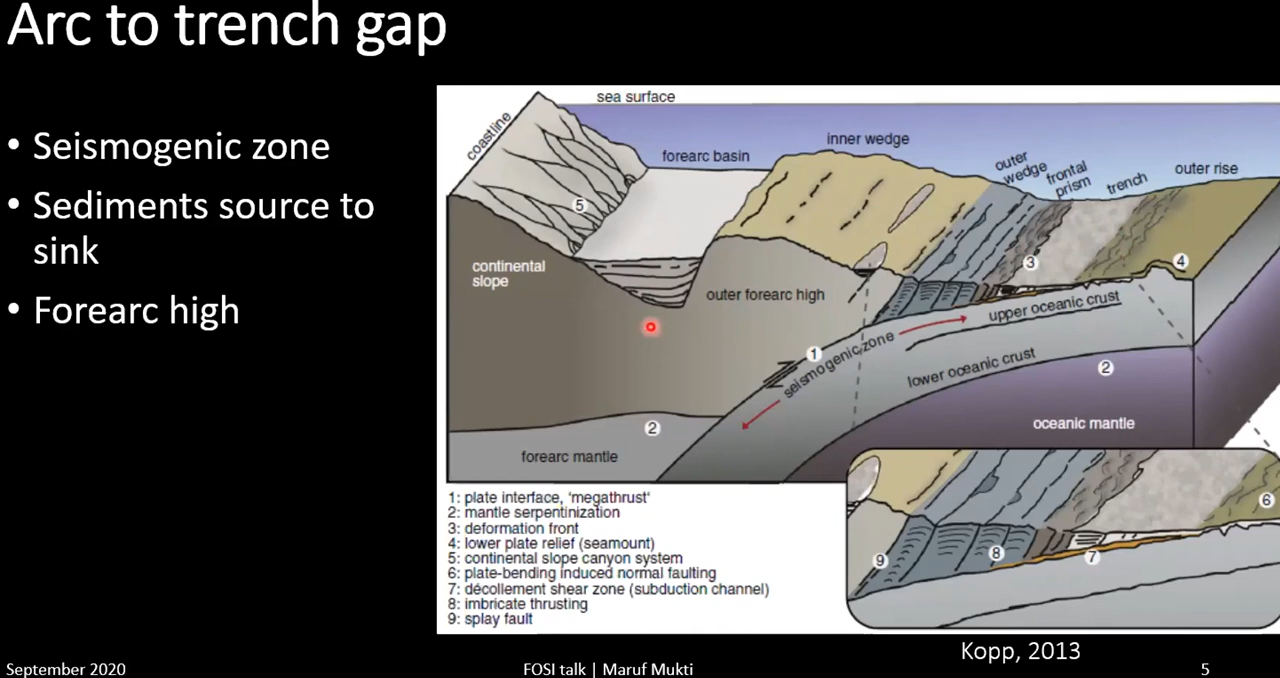 Arc to trench gap
• Seismogenic zone
• Sediments source to
sink
• Forearc high
sea surface
coastline
forearc basin
inner wedge
outer
wedge
frontal
prism
trench
outer rise
5
3
4
continental
slope
outer forearc high
upper oceanic crust
1
seismogenic zone
lower oceanic crust
2
2
oceanic mantle
forearc mantle
6
9
8
7
1: plate interface, 'megathrust'
2: mantle serpentinization
3: deformation front
4: lower plate relief (seamount)
5: continental slope canyon system
6: plate-bending induced normal faulting
7: décollement shear zone (subduction channel)
8: imbricate thrusting
9: splay fault
Kopp, 2013
September 2020
FOSI talk | Maruf Mukti
5